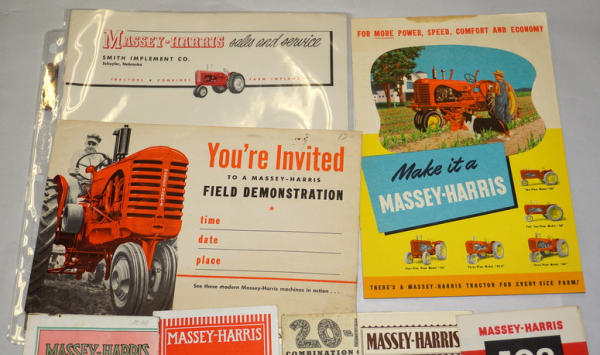 MASSEY-HARRIS sales and service
SMITH IMPLEMENT CO.
Schuyler, Nebraska
TRACTORS • COMBINES
FARM IMPLEMENTS
You're Invited
TO A MASSEY-HARRIS
FIELD DEMONSTRATION
time
date
place
See these modern Massey-Harris machines in action . . .
FOR MORE POWER, SPEED, COMFORT AND ECONOMY
Make it a
MASSEY-HARRIS
THERE'S A MASSEY-HARRIS TRACTOR FOR EVERY SIZE FARM!
MASSEY-HARRIS
MASSEY-HARRIS
20-
COMBINATION
MASSEY-HARRIS
MASSEY-HARRIS